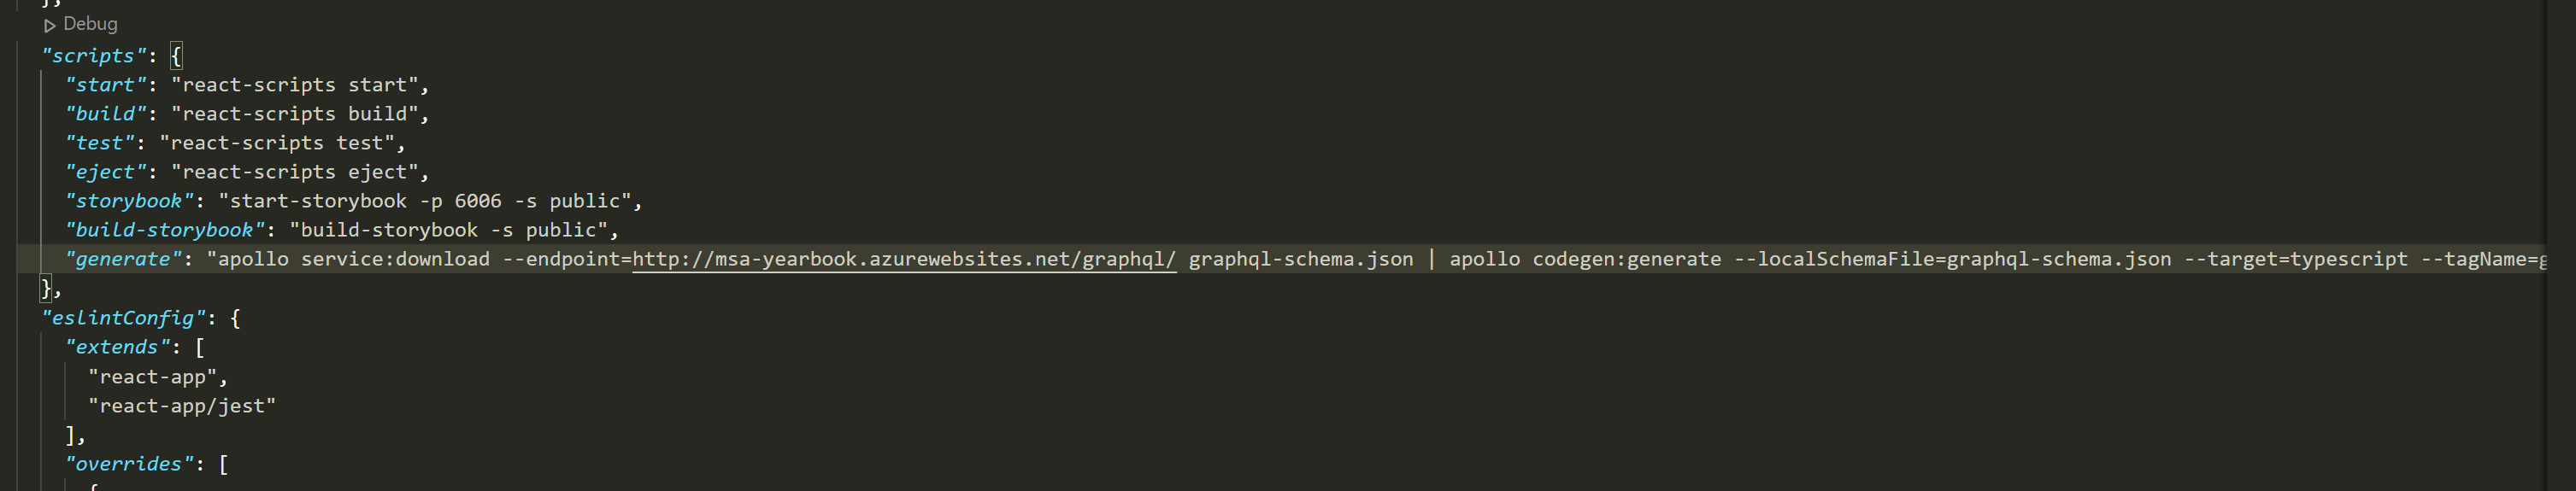 },
Debug
"scripts": {
"start": "react-scripts start",
"build": "react-scripts build",
"test": "react-scripts test",
"eject": "react-scripts eject",
"storybook": "start-storybook -p 6006 -s public",
"build-storybook": "build-storybook -s public",
"generate": "apollo service:download --endpoint=http://msa-yearbook.azurewebsites.net/graphql/ graphql-schema.json | apollo codegen:generate --localSchemaFile=graphql-schema.json --target=typescript --tagName=g
},
"eslintConfig": {
"extends": [
"react-app",
"react-app/jest"
],
"overrides": [
{